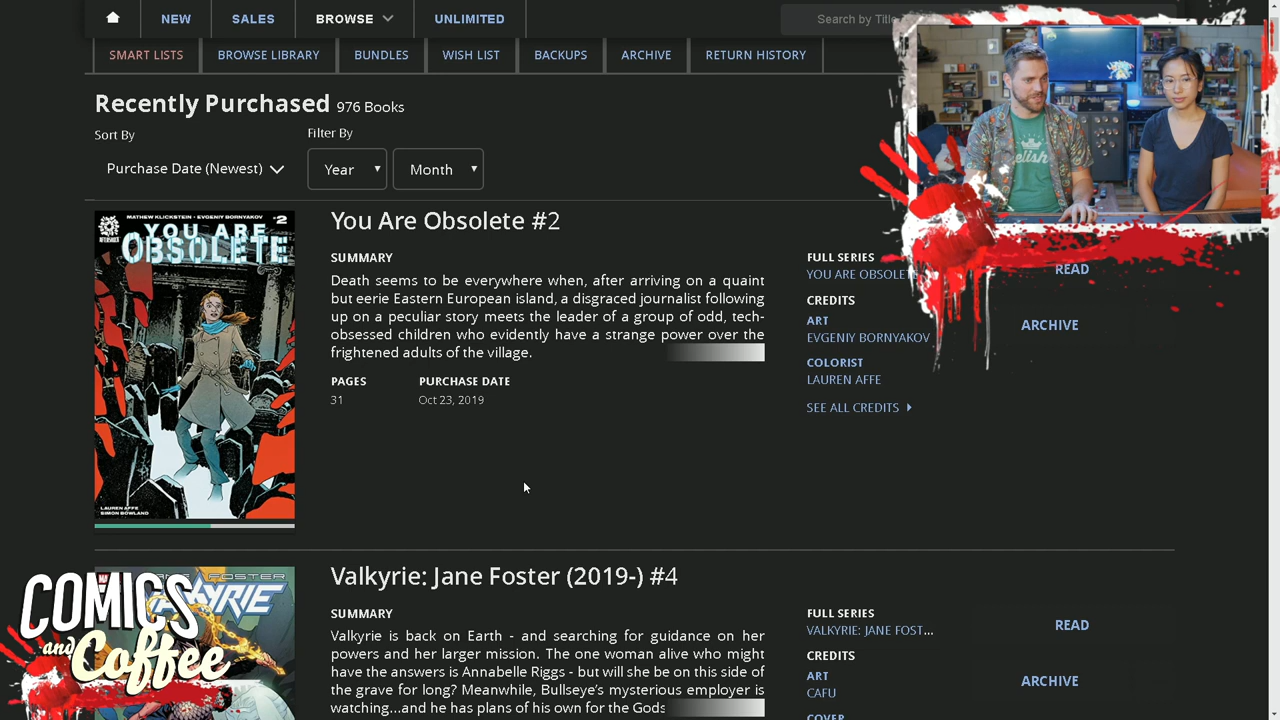 NEW SALES BROWSE UNLIMITED Search by Title
SMART LISTS BROWSE LIBRARY BUNDLES WISH LIST BACKUPS ARCHIVE RETURN HISTORY
Recently Purchased 976 Books
Sort By
Filter By
Purchase Date (Newest) Year Month
MATHEW KLICKSTEIN - EVGENIY BORNYAKOV #2
AFTERSHOCK
YOU ARE
OBSOLETE
LAUREN AFFE
SIMON BOWLAND
You Are Obsolete #2
SUMMARY
Death seems to be everywhere when, after arriving on a quaint
but eerie Eastern European island, a disgraced journalist following
up on a peculiar story meets the leader of a group of odd, tech-
obsessed children who evidently have a strange power over the
frightened adults of the village.
PAGES PURCHASE DATE
31 Oct 23, 2019
FULL SERIES
YOU ARE OBSOLETE
CREDITS
ART
EVGENIY BORNYAKOV
COLORIST
LAUREN AFFE
SEE ALL CREDITS
READ
ARCHIVE
elish
JANE FOSTER
VALKYRIE
Valkyrie: Jane Foster (2019-) #4
SUMMARY
Valkyrie is back on Earth - and searching for guidance on her
powers and her larger mission. The one woman alive who might
have the answers is Annabelle Riggs - but will she be on this side of
the grave for long? Meanwhile, Bullseye's mysterious employer is
watching...and he has plans of his own for the Gods
FULL SERIES
VALKYRIE: JANE FOST...
CREDITS
ART
CAFU
COVER
READ
ARCHIVE
COMICS
and
Coffee